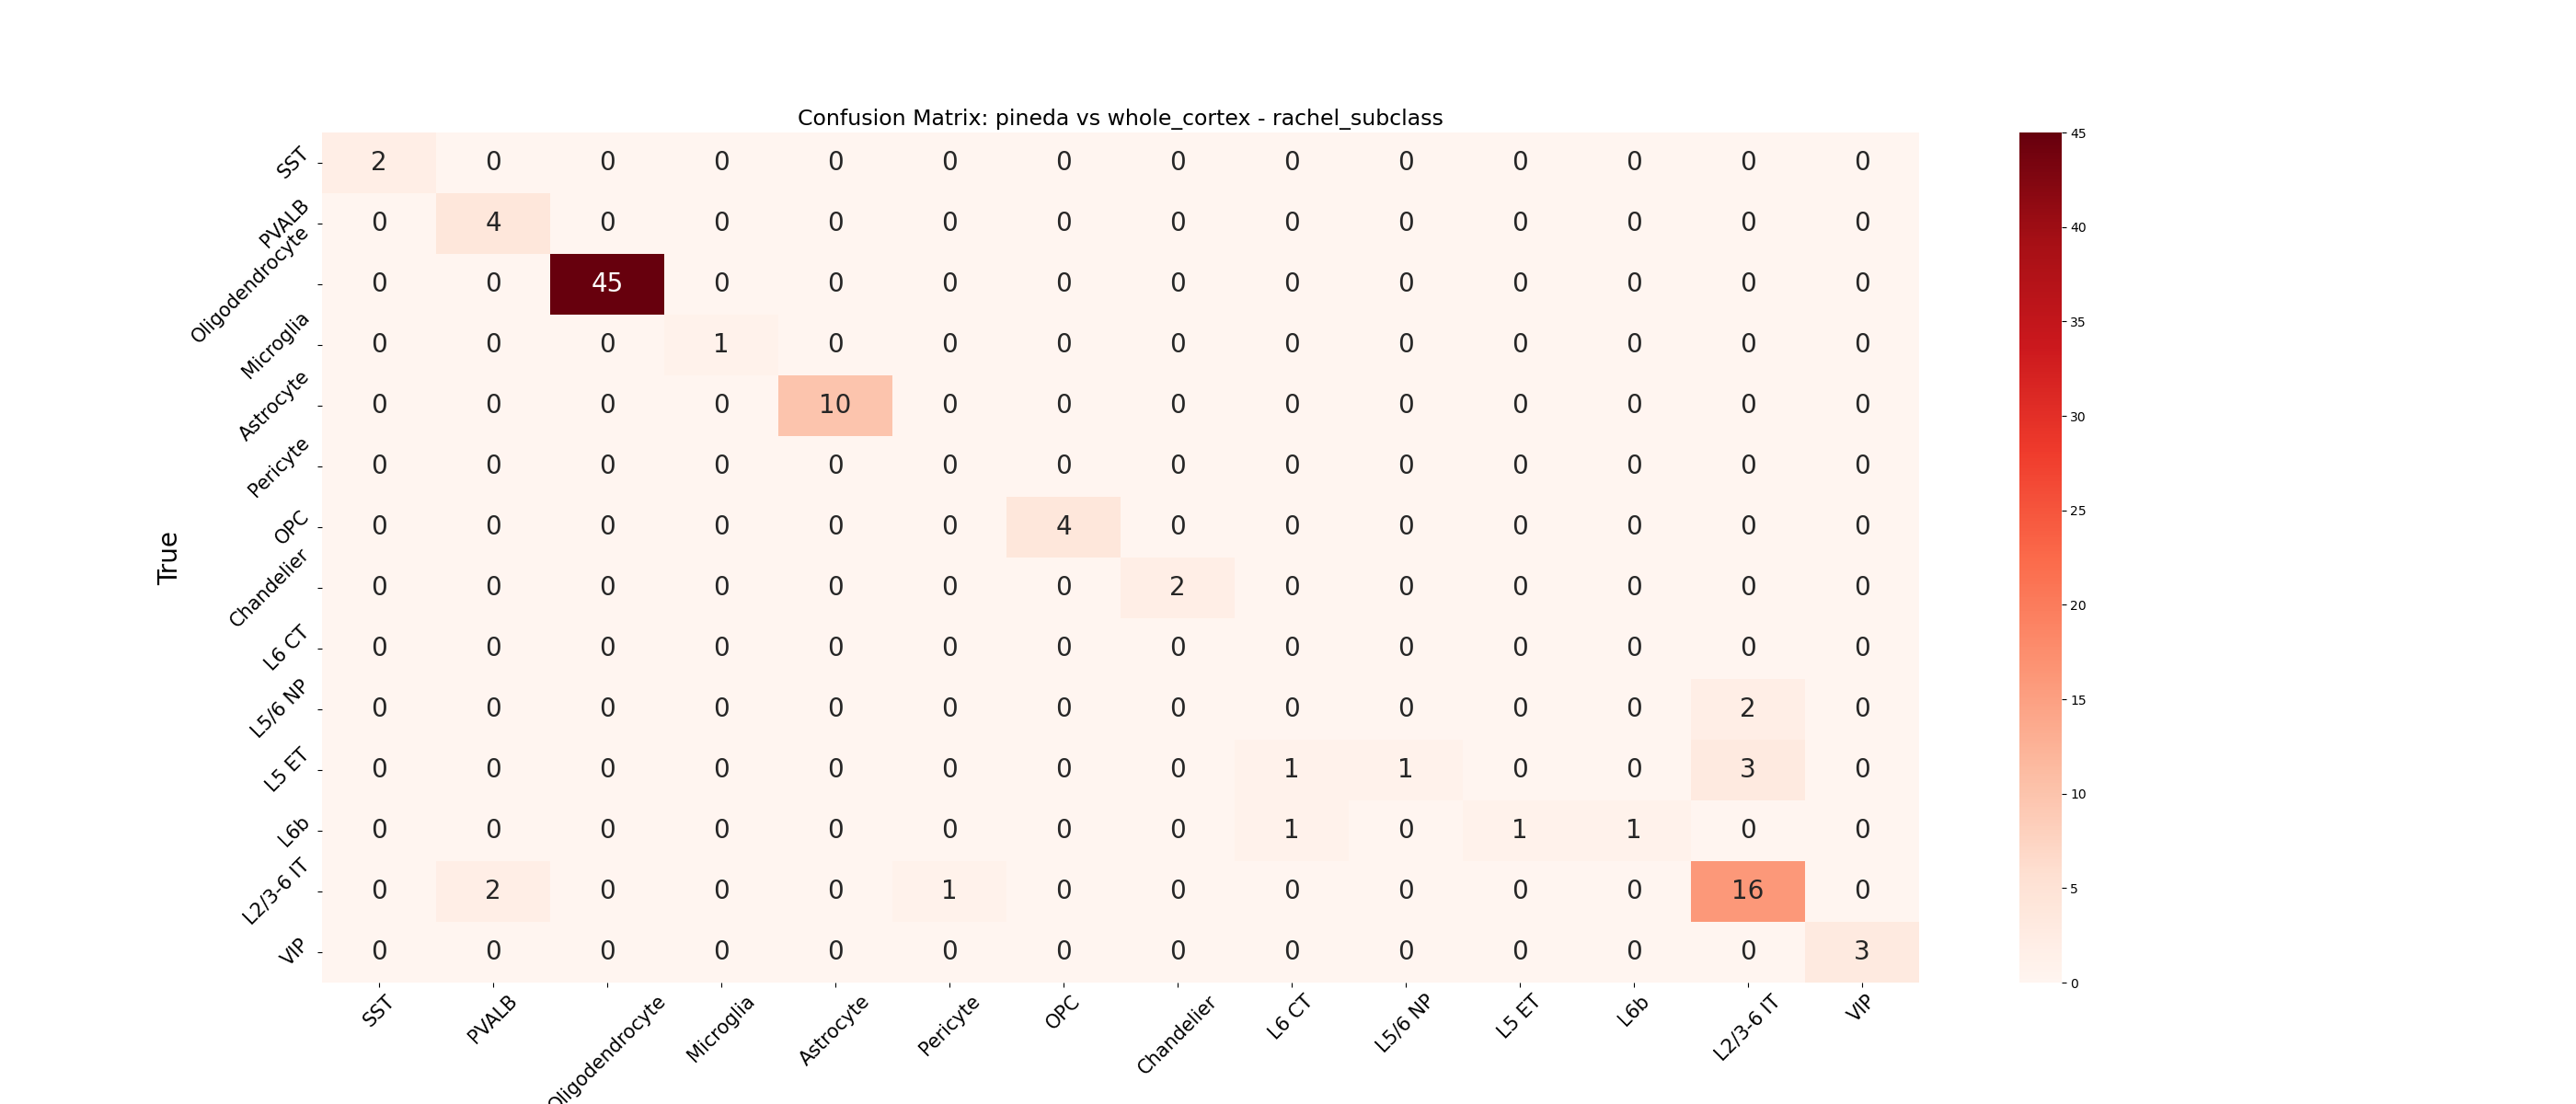 Confusion Matrix: pineda vs whole_cortex - rachel_subclass
True
SST 2 0 0 0 0 0 0 0 0 0 0 0 0 0
PVALB 0 4 0 0 0 0 0 0 0 0 0 0 0 0
Oligodendrocyte 0 0 45 0 0 0 0 0 0 0 0 0 0 0
Microglia 0 0 0 1 0 0 0 0 0 0 0 0 0 0
Astrocyte 0 0 0 0 10 0 0 0 0 0 0 0 0 0
Pericyte 0 0 0 0 0 0 0 0 0 0 0 0 0 0
OPC 0 0 0 0 0 0 4 0 0 0 0 0 0 0
Chandelier 0 0 0 0 0 0 0 2 0 0 0 0 0 0
L6 CT 0 0 0 0 0 0 0 0 0 0 0 0 0 0
L5/6 NP 0 0 0 0 0 0 0 0 0 0 0 0 2 0
L5 ET 0 0 0 0 0 0 0 0 1 1 0 0 3 0
L6b 0 0 0 0 0 0 0 0 1 0 1 1 0 0
L2/3-6 IT 0 2 0 0 0 1 0 0 0 0 0 0 16 0
VIP 0 0 0 0 0 0 0 0 0 0 0 0 0 3
SST PVALB Oligodendrocyte Microglia Astrocyte Pericyte OPC Chandelier L6 CT L5/6 NP L5 ET L6b L2/3-6 IT VIP
45
40
35
30
25
20
15
10
5
0